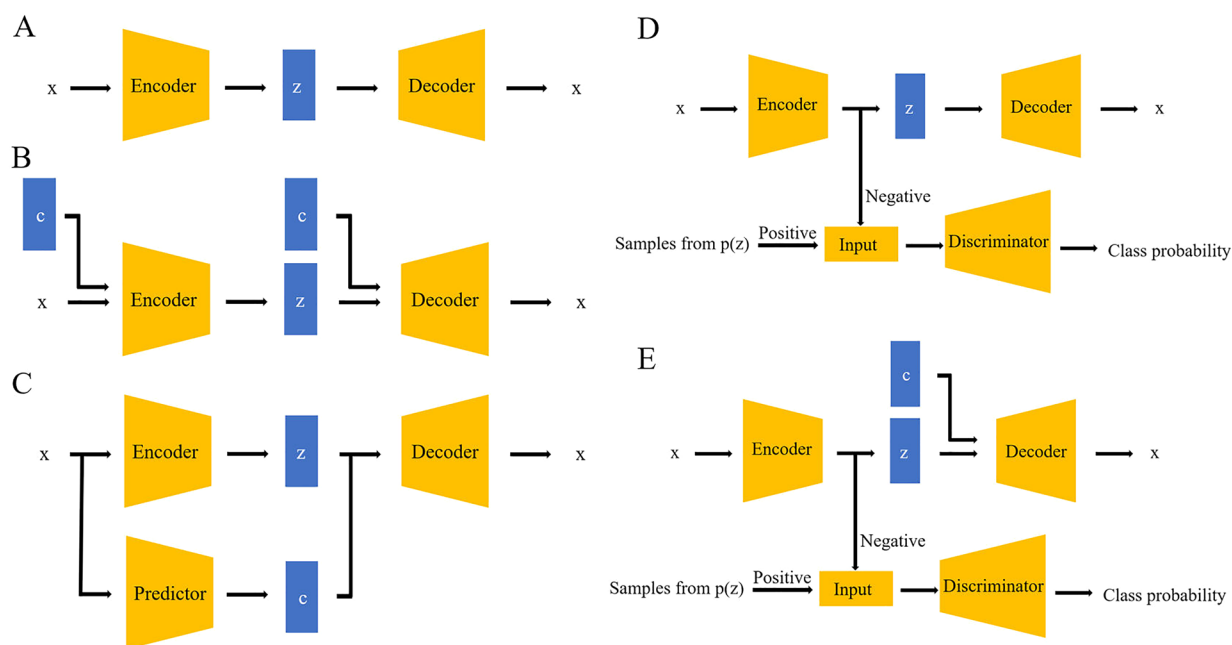 A
x
Encoder
z
Decoder
x
B
c
c
x
Encoder
z
Decoder
x
C
x
Encoder
z
Decoder
x
Predictor
c
D
x
Encoder
z
Decoder
x
Negative
Samples from p(z)
Positive
Input
Discriminator
Class probability
E
c
x
Encoder
z
Decoder
x
Negative
Samples from p(z)
Positive
Input
Discriminator
Class probability